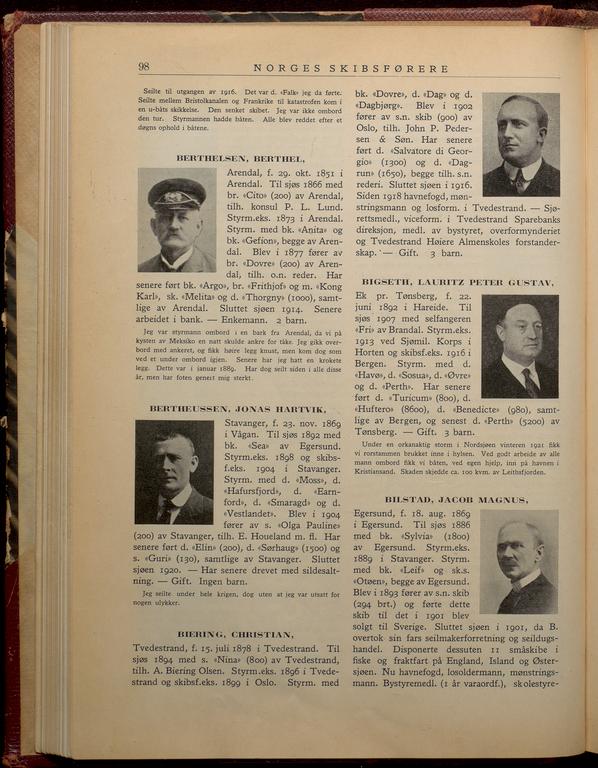 98
NORGES SKIBSFØRERE
Seilte til utgangen av 1916. Det var d. «Falk» jeg da førte.
Seilte mellem Bristolkanalen og Frankrike til katastrofen kom i
en u-båts skikkelse. Den senket skibet. Jeg var ikke ombord
den tur. Styrmannen hadde båten. Alle blev reddet efter et
døgns ophold i båtene.
BERTHELSEN, BERTHEL,
Arendal, f. 29. okt. 1851 i
Arendal. Til sjøs 1866 med
br. «Cito» (200) av Arendal,
tilh. konsul P. L. Lund.
Styrm.eks. 1873 i Arendal.
Styrm. med bk. «Anita» og
bk. «Gefion», begge av Aren-
dal. Blev i 1877 fører av
br. «Dovre» (200) av Aren-
dal, tilh. o.n. reder. Har
senere ført bk. «Argo», br. «Frithjof» og m. «Kong
Karl», sk. «Melita» og d. «Thorgny» (1000), samt-
lige av Arendal. Sluttet sjøen 1914. Senere
arbeidet i bank. — Enkemann. 2 barn.
Jeg var styrmann ombord i en bark fra Arendal, da vi på
kysten av Meksiko en natt skulde ankre for tåke. Jeg gikk over-
bord med ankeret, og fikk høire legg knust, men kom dog som
ved et under ombord igjen. Senere har jeg hatt en krokete
legg. Dette var i januar 1889. Har dog seilt siden i alle disse
år, men har foten generet mig sterkt.
BERTHEUSSEN, JONAS HARTVIK,
Stavanger, f. 23. nov. 1869
i Vågan. Til sjøs 1892 med
bk. «Sea» av Egersund.
Styrm.eks. 1898 og skibs-
f.eks. 1904 i Stavanger.
Styrm. med d. «Moss», d.
«Hafursfjord», d. «Earn-
ford», d. «Smaragd» og d.
«Vestlandet». Blev i 1904
fører av s. «Olga Pauline»
(200) av Stavanger, tilh. E. Houeland m. fl. Har
senere ført d. «Elin» (200), d. «Sørhaug» (1500) og
s. «Guri» (130), samtlige av Stavanger. Sluttet
sjøen 1920. — Har senere drevet med sildesalt-
ning. — Gift. Ingen barn.
Jeg seilte under hele krigen, dog uten at jeg var utsatt for
nogen ulykker.
BIERING, CHRISTIAN,
Tvedestrand, f. 15. juli 1878 i Tvedestrand. Til
sjøs 1894 med s. «Nina» (800) av Tvedestrand,
tilh. A. Biering Olsen. Styrm.eks. 1896 i Tvede-
strand og skibsf.eks. 1899 i Oslo. Styrm. med
bk. «Dovre», d. «Dag» og d.
«Dagbjørg». Blev i 1902
fører av s.n. skib (900) av
Oslo, tilh. John P. Peder-
sen & Søn. Har senere
ført d. «Salvatore di Geor-
gio» (1300) og d. «Dag-
run» (1650), begge tilh. s.n.
rederi. Sluttet sjøen i 1916.
Siden 1918 havnefogd, møn-
stringsmann og losform. i Tvedestrand. — Sjø-
rettsmedl., viceform. i Tvedestrand Sparebanks
direksjon, medl. av bystyret, overformynderiet
og Tvedestrand Høiere Almenskoles forstander-
skap. — Gift. 3 barn.
BIGSETH, LAURITZ PETER GUSTAV,
Ek pr. Tønsberg, f. 22.
juni 1892 i Hareide. Til
sjøs 1907 med selfangeren
«Fri» av Brandal. Styrm.eks.
1913 ved Sjømil. Korps i
Horten og skibsf.eks. 1916 i
Bergen. Styrm. med d.
«Havø», d. «Sosua», d. «Øvre»
og d. «Perth». Har senere
ført d. «Turicum» (800), d.
«Huftero» (8600), d. «Benedicte» (980), samt-
lige av Bergen, og senest d. «Perth» (5200) av
Tønsberg. — Gift. 3 barn.
Under en orkanaktig storm i Nordsjøen vinteren 1921 fikk
vi rorstammen brukket inne i hylsen. Ved godt arbeide av alle
mann ombord fikk vi båten, ved egen hjelp, inn på havnen i
Kristiansand. Skaden skjedde ca. 100 kvm. av Leithsfjorden.
BILSTAD, JACOB MAGNUS,
Egersund, f. 18. aug. 1869
i Egersund. Til sjøs 1886
med bk. «Sylvia» (1800)
av Egersund. Styrm.eks.
1889 i Stavanger. Styrm.
med bk. «Leif» og sk.s.
«Otøen», begge av Egersund.
Blev i 1893 fører av s.n. skib
(294 brt.) og førte dette
skib til det i 1901 blev
solgt til Sverige. Sluttet sjøen i 1901, da B.
overtok sin fars seilmakerforretning og seildugs-
handel. Disponerte dessuten 11 småskibe i
fiske og fraktfart på England, Island og Øster-
sjøen. Nu havnefogd, losoldermann, mønstrings-
mann. Bystyremedl. (1 år varaordf.), skolestyre-